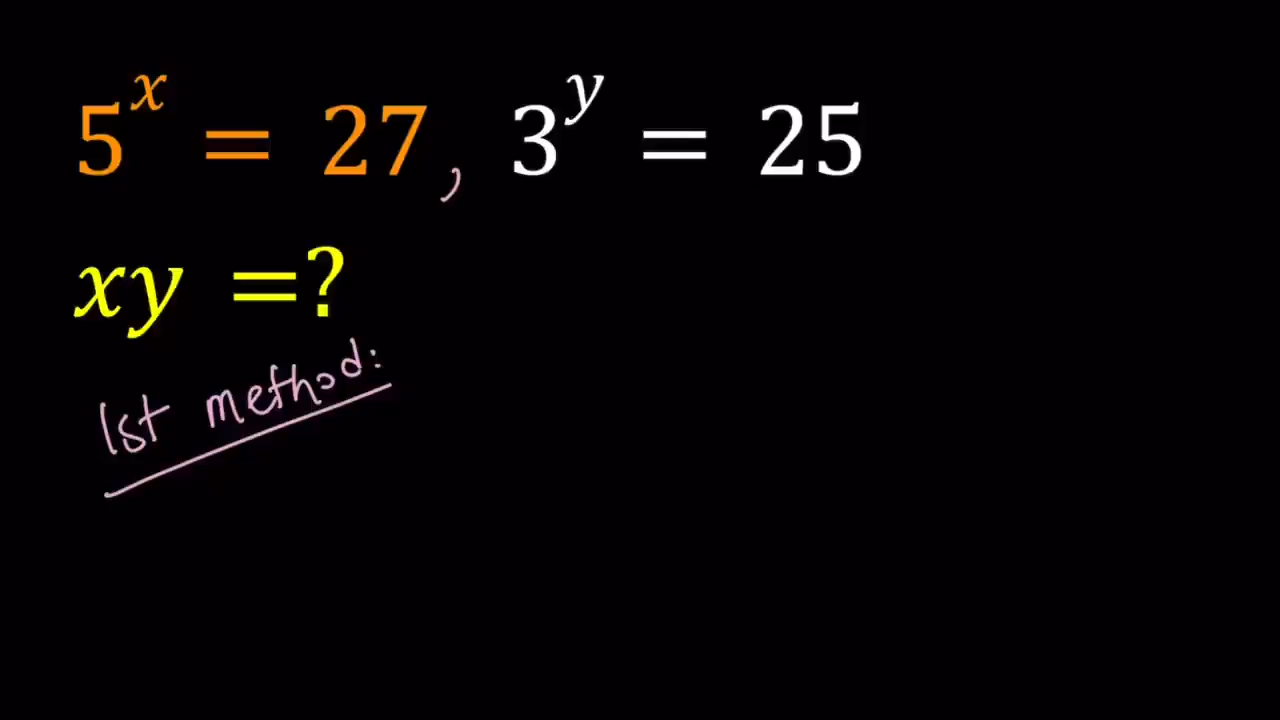 5^x = 27, 3^y = 25
xy =?
1st method: